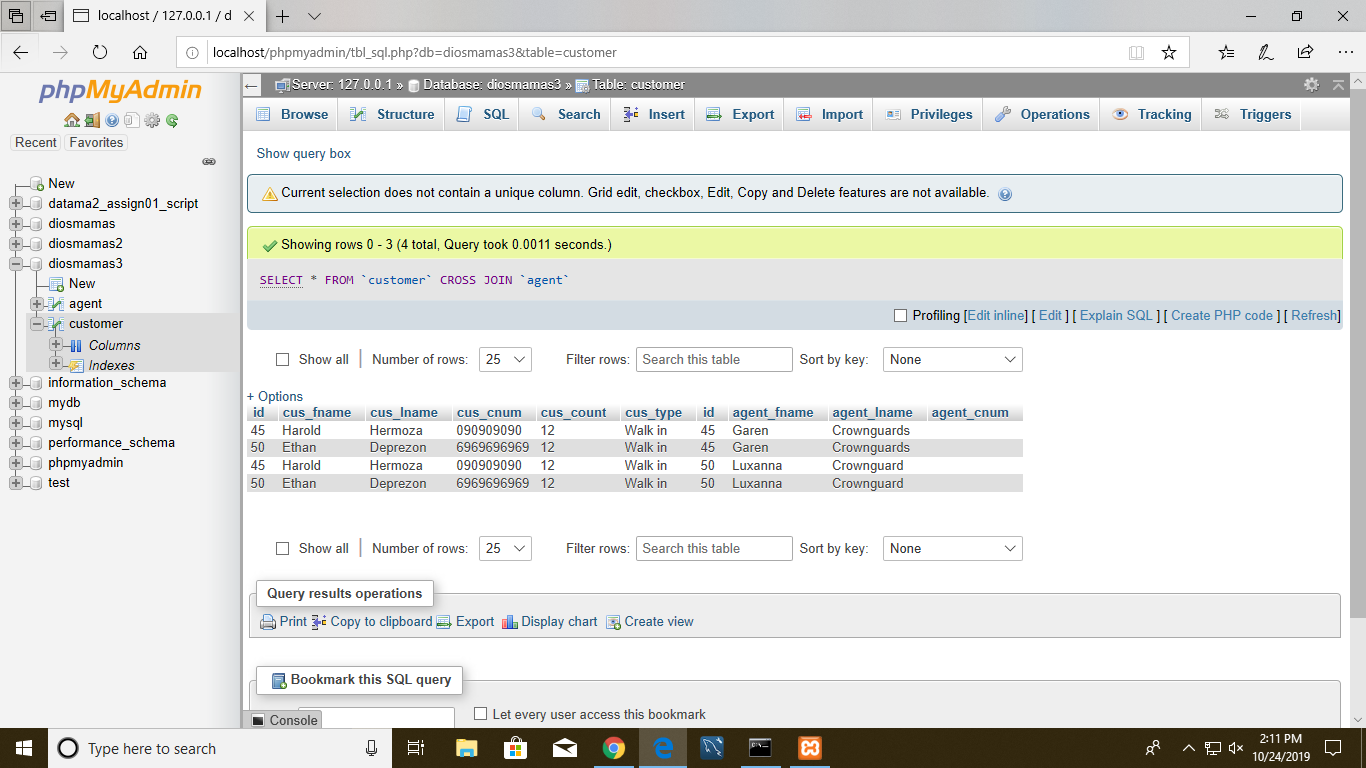 localhost / 127.0.0.1 / d
localhost/phpmyadmin/tbl_sql.php?db=diosmamas3&table=customer
phpMyAdmin
Recent Favorites
New
datama2_assign01_script
diosmamas
diosmamas2
diosmamas3
New
agent
customer
Columns
Indexes
information_schema
mydb
mysql
performance_schema
phpmyadmin
test
Server: 127.0.0.1 » Database: diosmamas3 » Table: customer
Browse Structure SQL Search Insert Export Import Privileges Operations Tracking Triggers
Show query box
Current selection does not contain a unique column. Grid edit, checkbox, Edit, Copy and Delete features are not available.
Showing rows 0 - 3 (4 total, Query took 0.0011 seconds.)
SELECT * FROM `customer` CROSS JOIN `agent`
Profiling [Edit inline] [ Edit ] [ Explain SQL ] [ Create PHP code ] [ Refresh]
Show all Number of rows: 25 Filter rows: Search this table Sort by key: None
+ Options
id cus_fname cus_lname cus_cnum cus_count cus_type id agent_fname agent_lname agent_cnum
45 Harold Hermoza 090909090 12 Walk in 45 Garen Crownguards
50 Ethan Deprezon 6969696969 12 Walk in 45 Garen Crownguards
45 Harold Hermoza 090909090 12 Walk in 50 Luxanna Crownguard
50 Ethan Deprezon 6969696969 12 Walk in 50 Luxanna Crownguard
Show all Number of rows: 25 Filter rows: Search this table Sort by key: None
Query results operations
Print Copy to clipboard Export Display chart Create view
Bookmark this SQL query
Let every user access this bookmark
Console
Type here to search
2:11 PM
10/24/2019